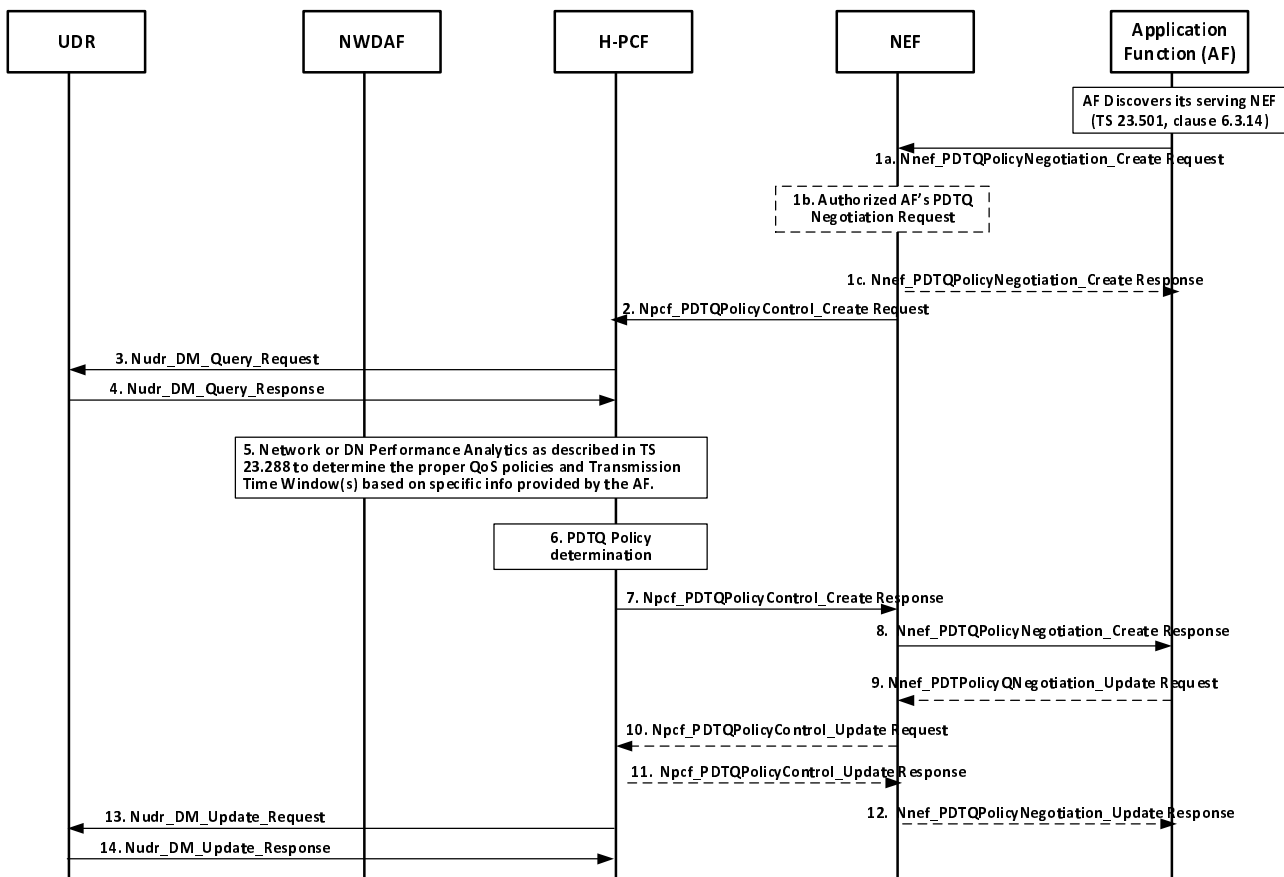 UDR
NWDAF
H-PCF
NEF
Application
Function (AF)
AF Discovers its serving NEF
(TS 23.501, clause 6.3.14)
1a. Nnef_PDTQPolicyNegotiation_Create Request
1b. Authorized AF's PDTQ
Negotiation Request
1c. Nnef_PDTQPolicyNegotiation_Create Response
2. Npcf_PDTQPolicyControl_Create Request
3. Nudr_DM_Query_Request
4. Nudr_DM_Query_Response
5. Network or DN Performance Analytics as described in TS
23.288 to determine the proper QoS policies and Transmission
Time Window(s) based on specific info provided by the AF.
6. PDTQ Policy
determination
7. Npcf_PDTQPolicyControl_Create Response
8. Nnef_PDTQPolicyNegotiation_Create Response
9. Nnef_PDTPolicyQNegotiation_Update Request
10. Npcf_PDTQPolicyControl_Update Request
11. Npcf_PDTQPolicyControl_Update Response
13. Nudr_DM_Update_Request
12. Nnef_PDTQPolicyNegotiation_Update Response
14. Nudr_DM_Update_Response